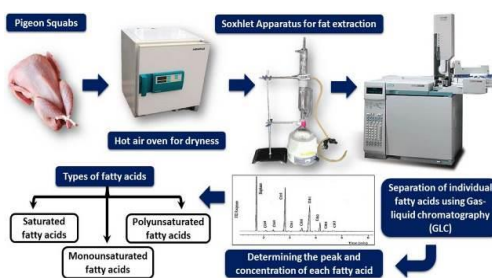 Pigeon Squabs
Soxhlet Apparatus for fat extraction
Hot air oven for dryness
Separation of individual
fatty acids using Gas-
liquid chromatography
(GLC)
Determining the peak and
concentration of each fatty acid
Types of fatty acids
Saturated
fatty acids
Polyunsaturated
fatty acids
Monounsaturated
fatty acids